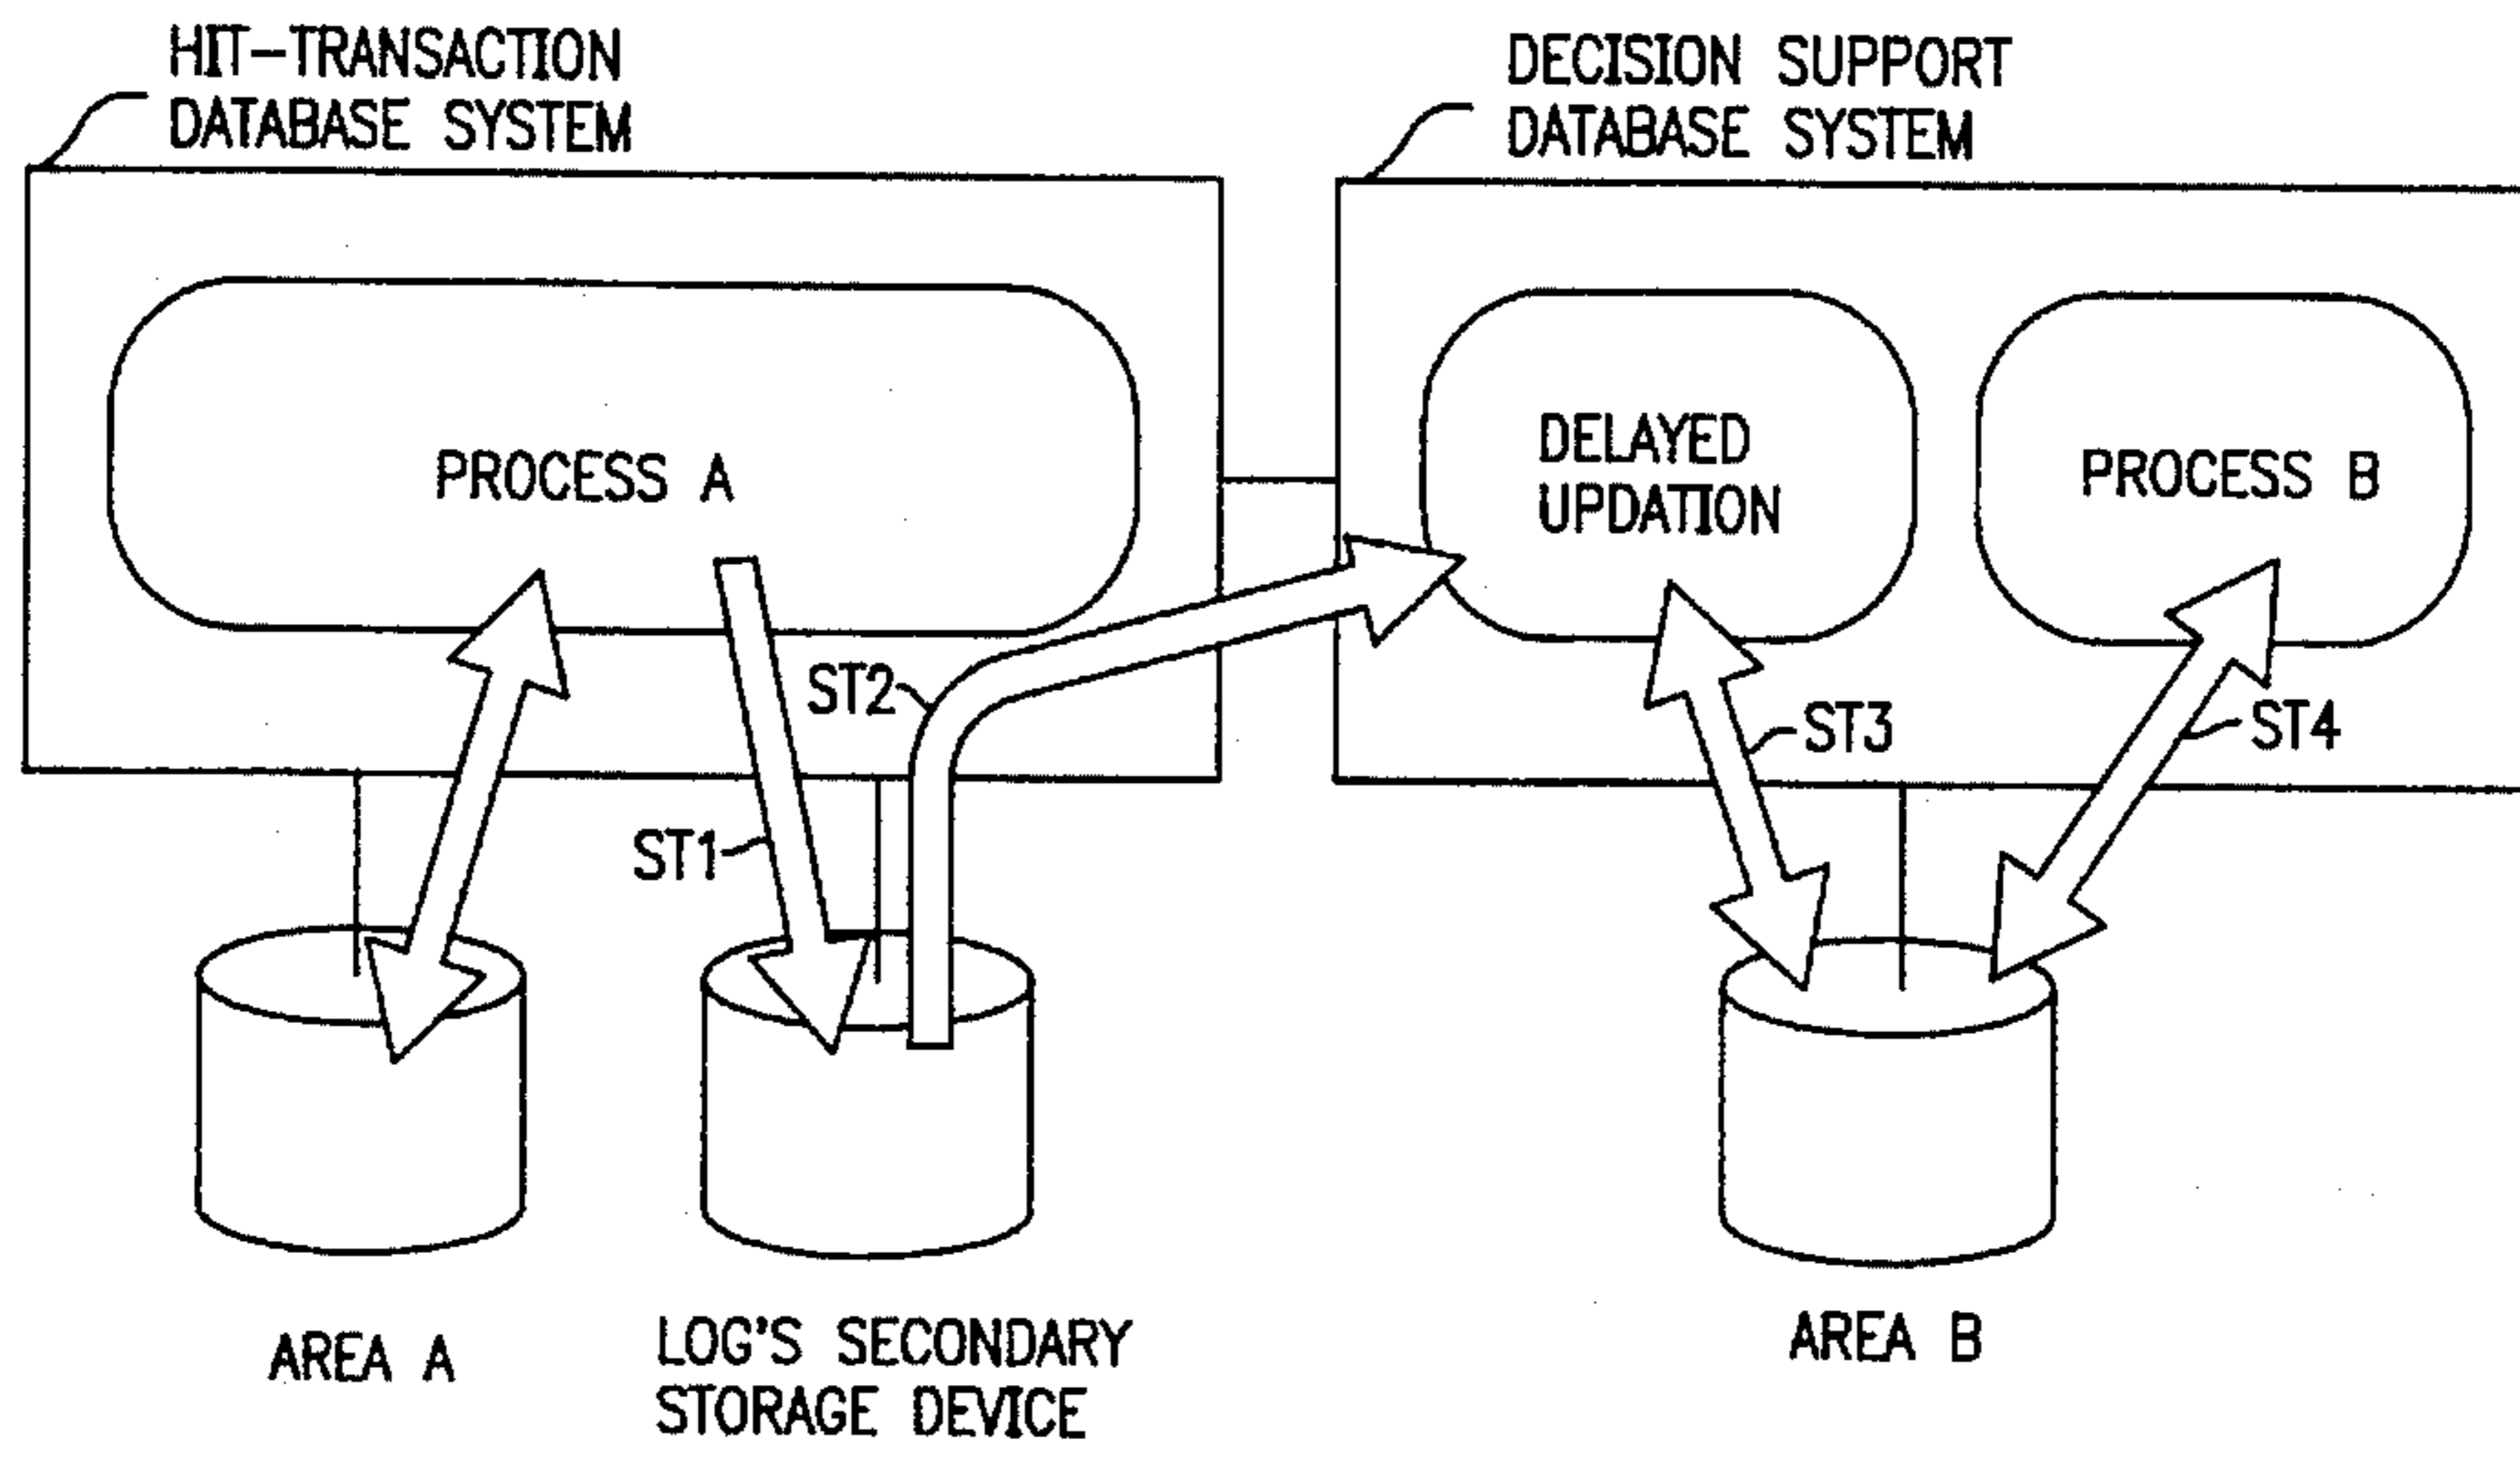 HIT-TRANSACTION
DATABASE SYSTEM
DECISION SUPPORT
DATABASE SYSTEM
PROCESS A
DELAYED
UPDATION
PROCESS B
ST2
ST3
ST4
ST1
AREA A
LOG'S SECONDARY
STORAGE DEVICE
AREA B